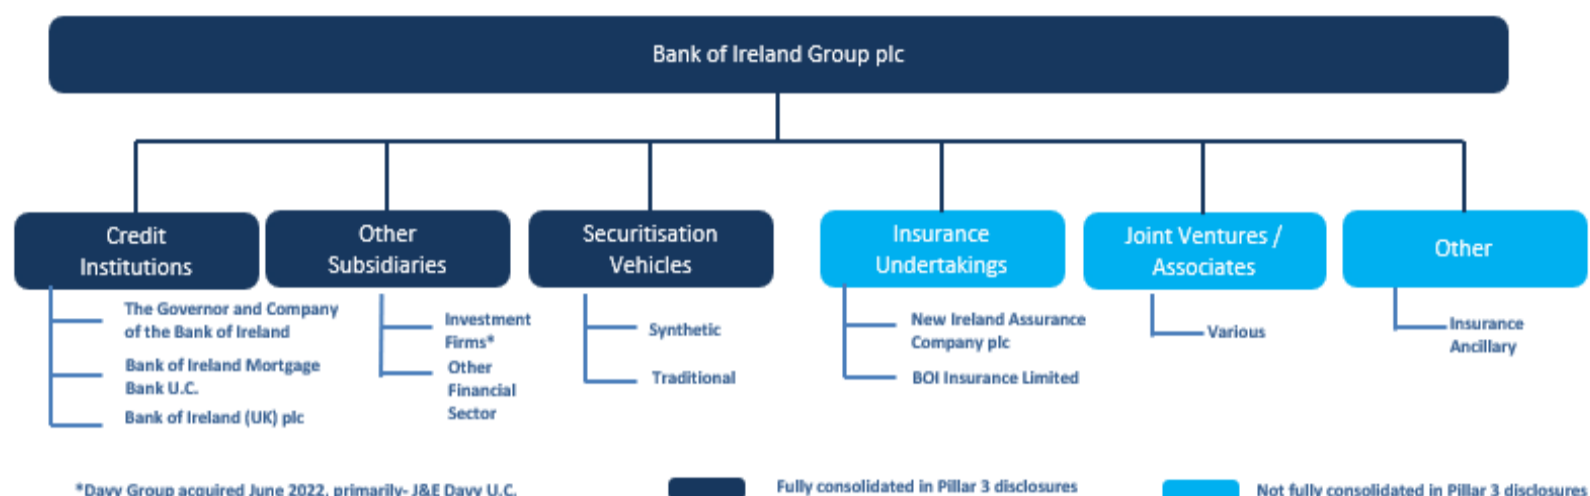 Bank of Ireland Group plc
Credit
Institutions
Other
Subsidiaries
Securitisation
Vehicles
Insurance
Undertakings
Joint Ventures /
Associates
Other
The Governor and Company
of the Bank of Ireland
Bank of Ireland Mortgage
Bank U.C.
Bank of Ireland (UK) plc
Investment
Firms*
Other
Financial
Sector
Synthetic
Traditional
New Ireland Assurance
Company plc
BOI Insurance Limited
Various
Insurance
Ancillary
*Davy Group acquired June 2022, primarily- J&E Davy U.C.
Fully consolidated in Pillar 3 disclosures
Not fully consolidated in Pillar 3 disclosures